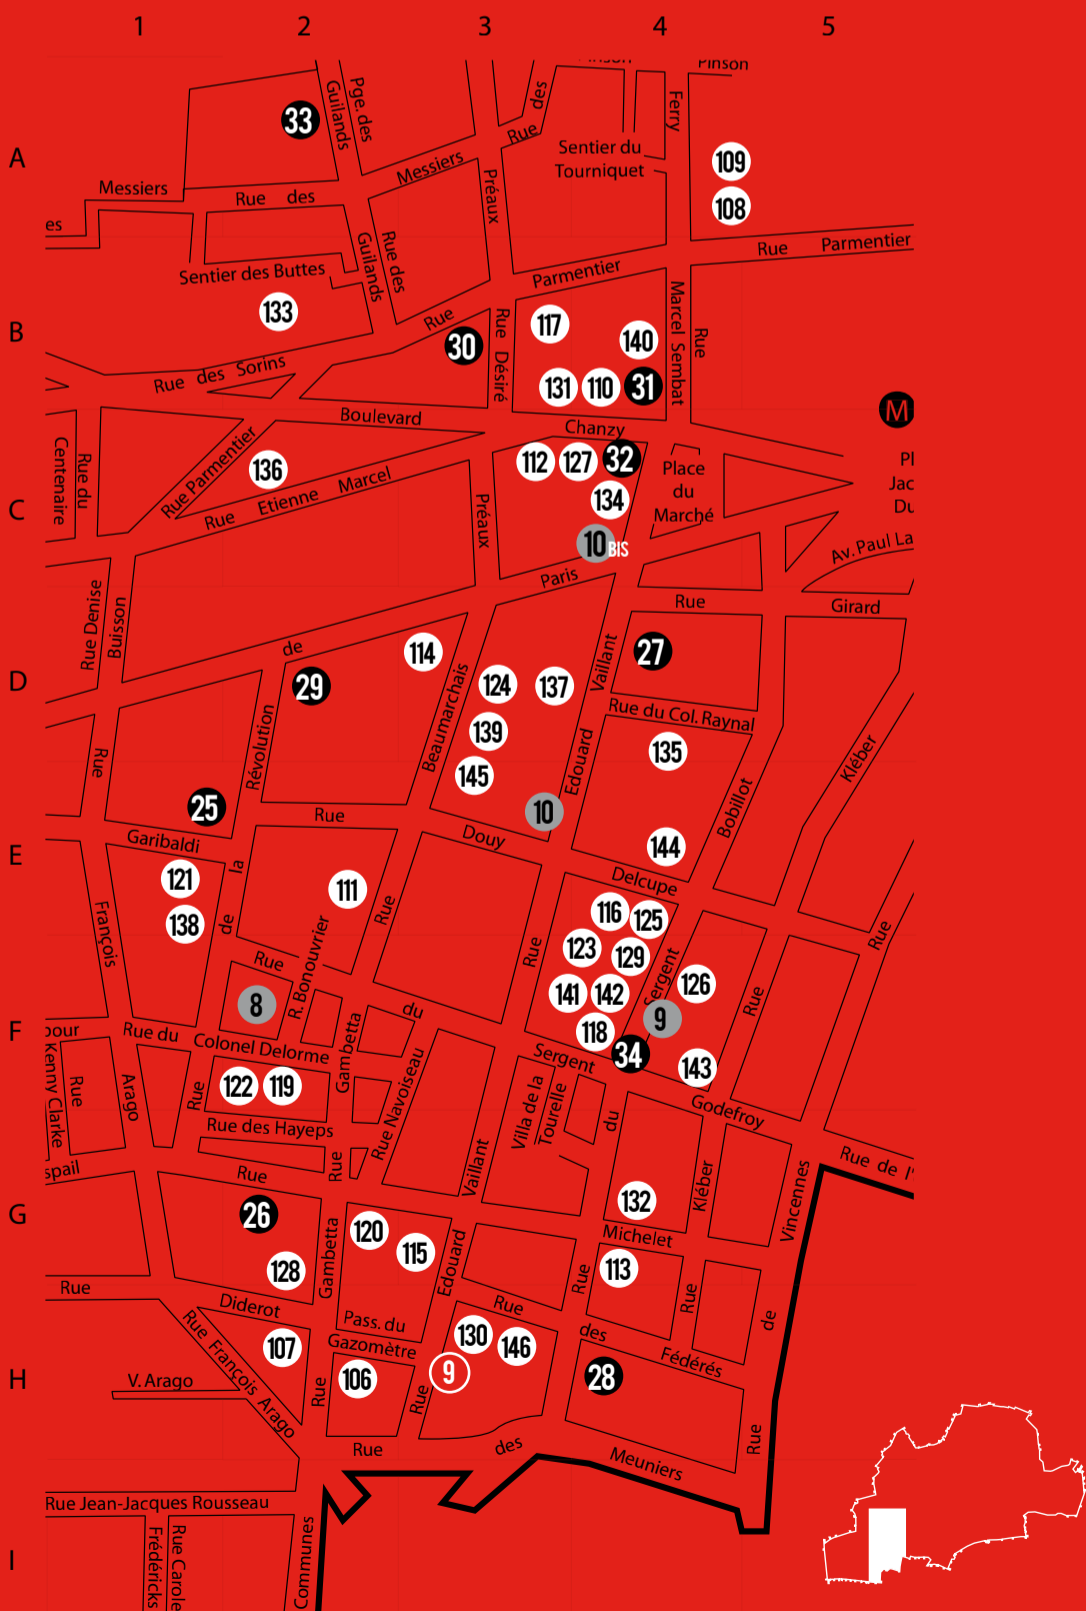 1 2 3 4 5
A
B
C
D
E
F
G
H
I
Pinson
Pge. des
Guilands
33
Ferry
des
Rue
Sentier du
Tourniquet
109
108
Messiers
Messiers
Rue des
Préaux
es
Rue Parmentier
Sentier des Buttes
Rue des
Guilands
Parmentier
133
117
140
Marcel Sembat
Rue
Rue
30
Rue Désiré
131
110
31
Rue des Sorins
Boulevard
Chanzy
M
Rue du
Centenaire
Rue Parmentier
136
Rue Etienne Marcel
112
127
32
134
Place
du
Marché
Pl
Jac
Du
Préaux
10 BIS
Av. Paul La
Paris
Rue Girard
Rue Denise
Buisson
de
114
29
27
124
137
Vaillant
Beaumarchais
Rue du Col. Raynal
139
135
145
Rue
Révolution
Edouard
Kléber
25
10
Bobillot
Rue
Garibaldi
Douy
144
la
121
111
Delcupe
138
116
125
François
de
Rue
R. Bonouvrier
Rue
123
129
Rue
Rue
Sergent
126
141
142
8
9
Rue
118
du
pour
Rue du
Colonel Delorme
Gambetta
Sergent
34
143
122
119
Kenny Clarke
Rue
Arago
Rue
Rue Navoiseau
Villa de la
Tourelle
du
Godefroy
Rue des Hayeps
Rue de l'
spail
Rue
Rue
Vaillant
Kléber
Vincennes
26
132
120
115
Michelet
128
Gambetta
Edouard
113
Rue
Rue
Rue
Diderot
Pass. du
Gazomètre
Rue
des
Fédérés
de
107
130
146
Rue François Arago
V. Arago
106
9
28
Rue
Rue
Rue
Rue des Meuniers
Rue Jean-Jacques Rousseau
Frédéricks
Rue Carole
Communes